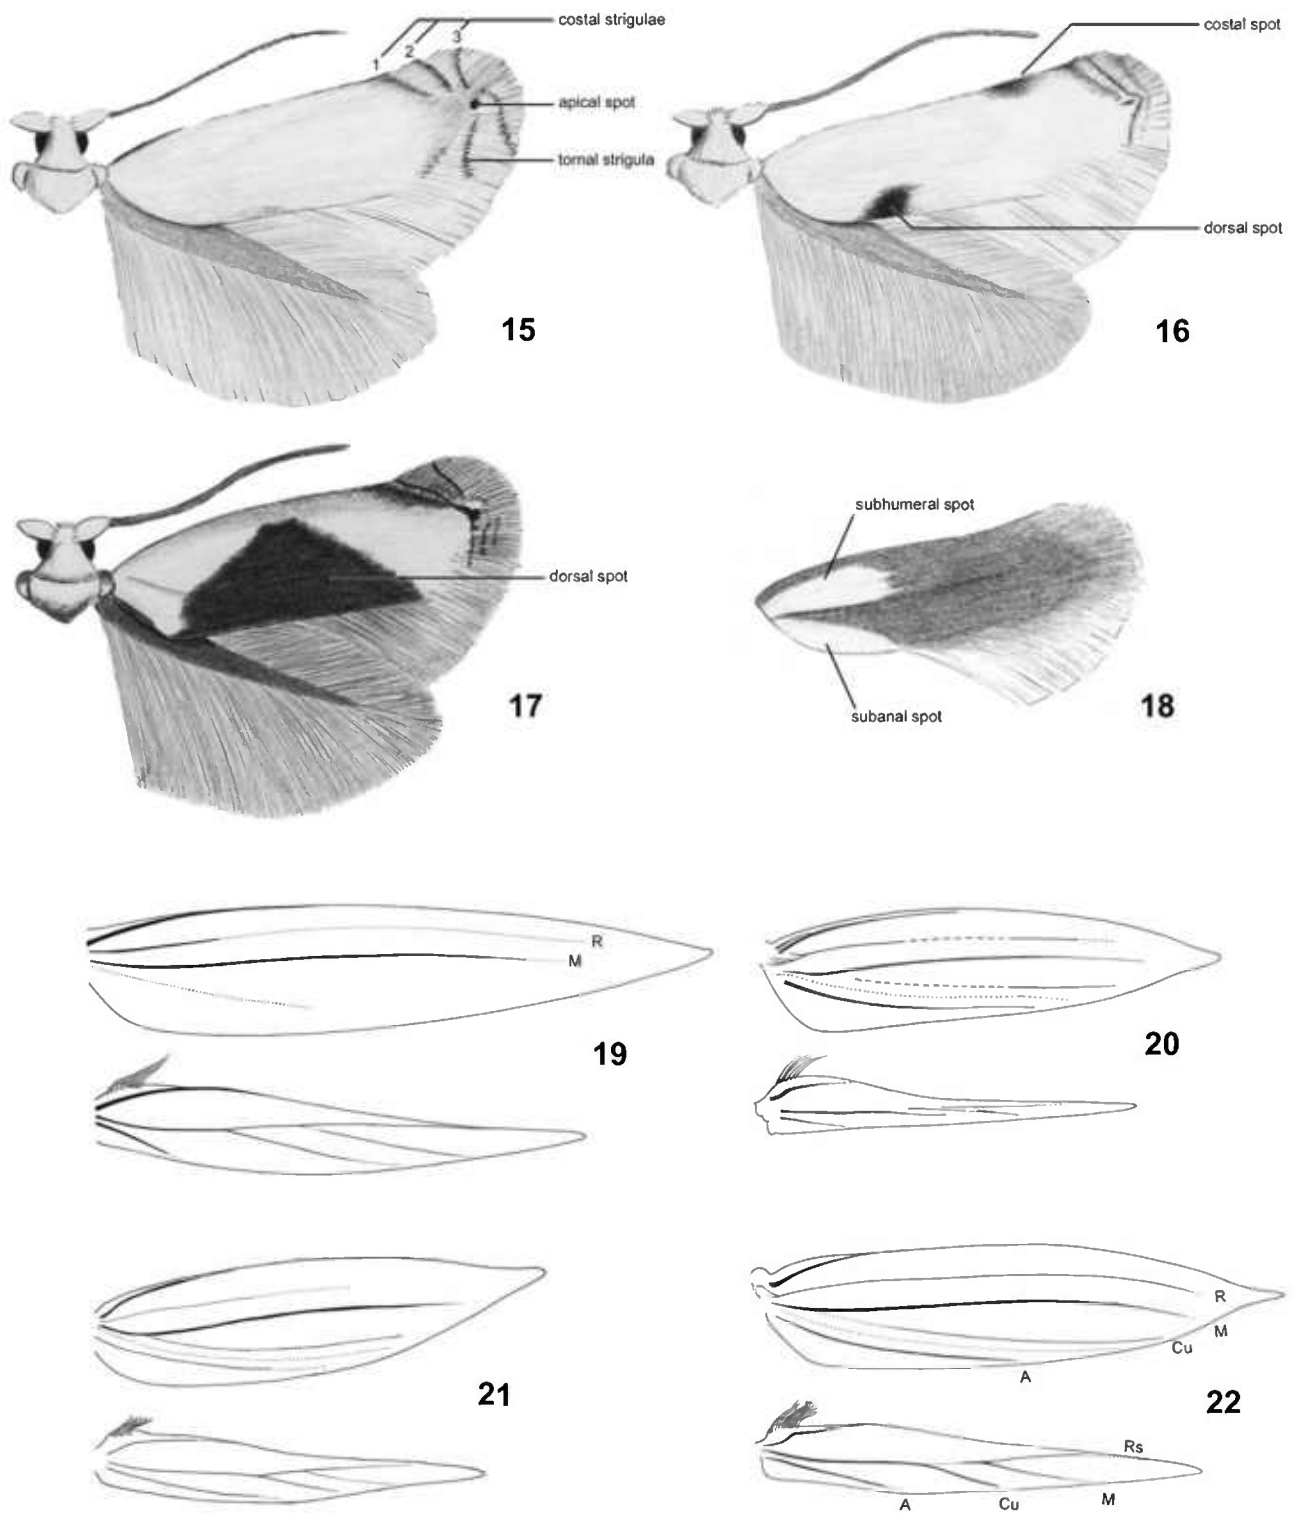 costal strigulae
1 2 3
apical spot
tornal strigula
15
costal spot
dorsal spot
16
dorsal spot
17
subhumeral spot
subanal spot
18
R
M
19
20
21
R
M
Cu
A
22
Rs
M
Cu
A